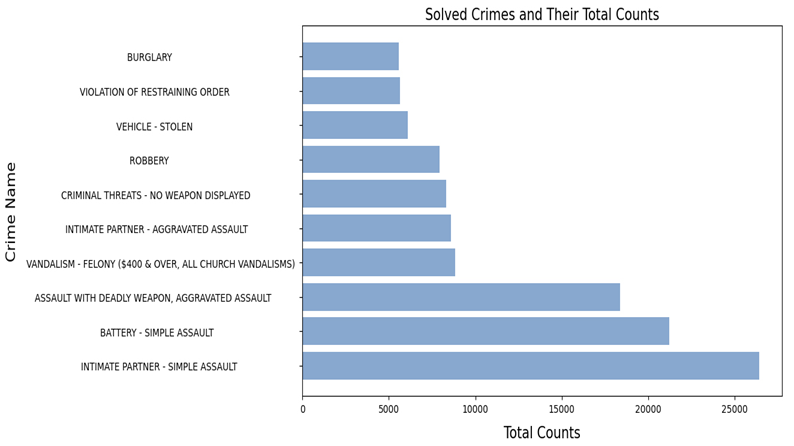 Solved Crimes and Their Total Counts
Crime Name
BURGLARY
VIOLATION OF RESTRAINING ORDER
VEHICLE - STOLEN
ROBBERY
CRIMINAL THREATS - NO WEAPON DISPLAYED
INTIMATE PARTNER - AGGRAVATED ASSAULT
VANDALISM - FELONY ($400 & OVER, ALL CHURCH VANDALISMS)
ASSAULT WITH DEADLY WEAPON, AGGRAVATED ASSAULT
BATTERY - SIMPLE ASSAULT
INTIMATE PARTNER - SIMPLE ASSAULT
0 5000 10000 15000 20000 25000
Total Counts